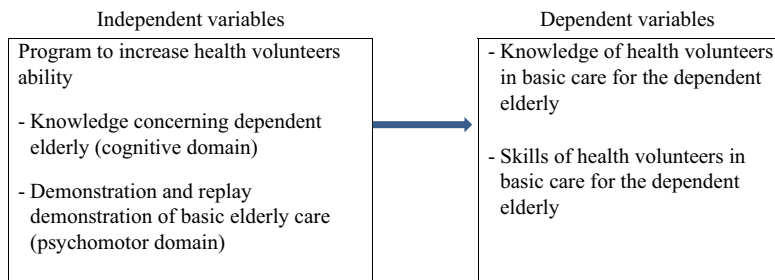 Independent variables
Program to increase health volunteers
ability
- Knowledge concerning dependent
elderly (cognitive domain)
- Demonstration and replay
demonstration of basic elderly care
(psychomotor domain)
Dependent variables
- Knowledge of health volunteers
in basic care for the dependent
elderly
- Skills of health volunteers in
basic care for the dependent
elderly